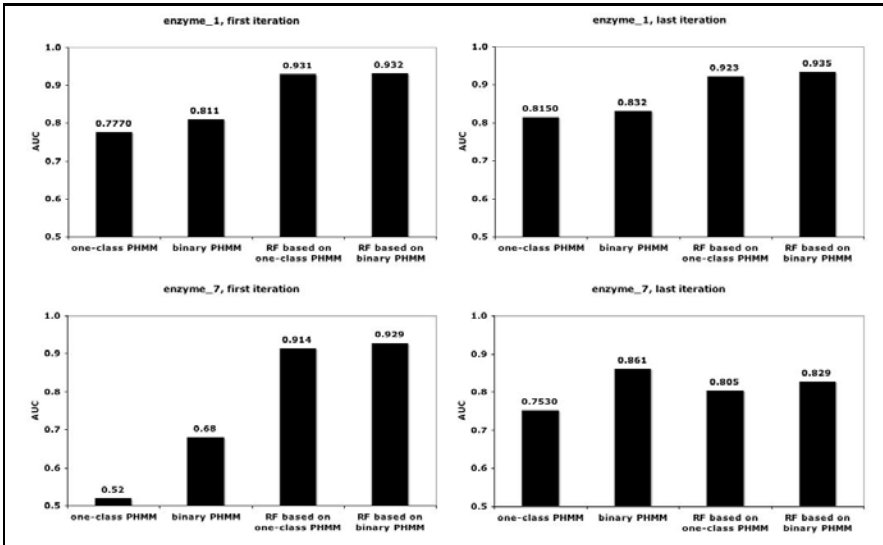 enzyme_1, first iteration
1.0
0.9
0.8
0.7
0.6
0.5
AUC
0.7770
0.811
0.931
0.932
one-class PHMM
binary PHMM
RF based on
one-class PHMM
RF based on
binary PHMM
enzyme_1, last iteration
1.0
0.9
0.8
0.7
0.6
0.5
AUC
0.8150
0.832
0.923
0.935
one-class PHMM
binary PHMM
RF based on
one-class PHMM
RF based on
binary PHMM
enzyme_7, first iteration
1.0
0.9
0.8
0.7
0.6
0.5
AUC
0.52
0.68
0.914
0.929
one-class PHMM
binary PHMM
RF based on
one-class PHMM
RF based on
binary PHMM
enzyme_7, last iteration
1.0
0.9
0.8
0.7
0.6
0.5
AUC
0.7530
0.861
0.805
0.829
one-class PHMM
binary PHMM
RF based on
one-class PHMM
RF based on
binary PHMM